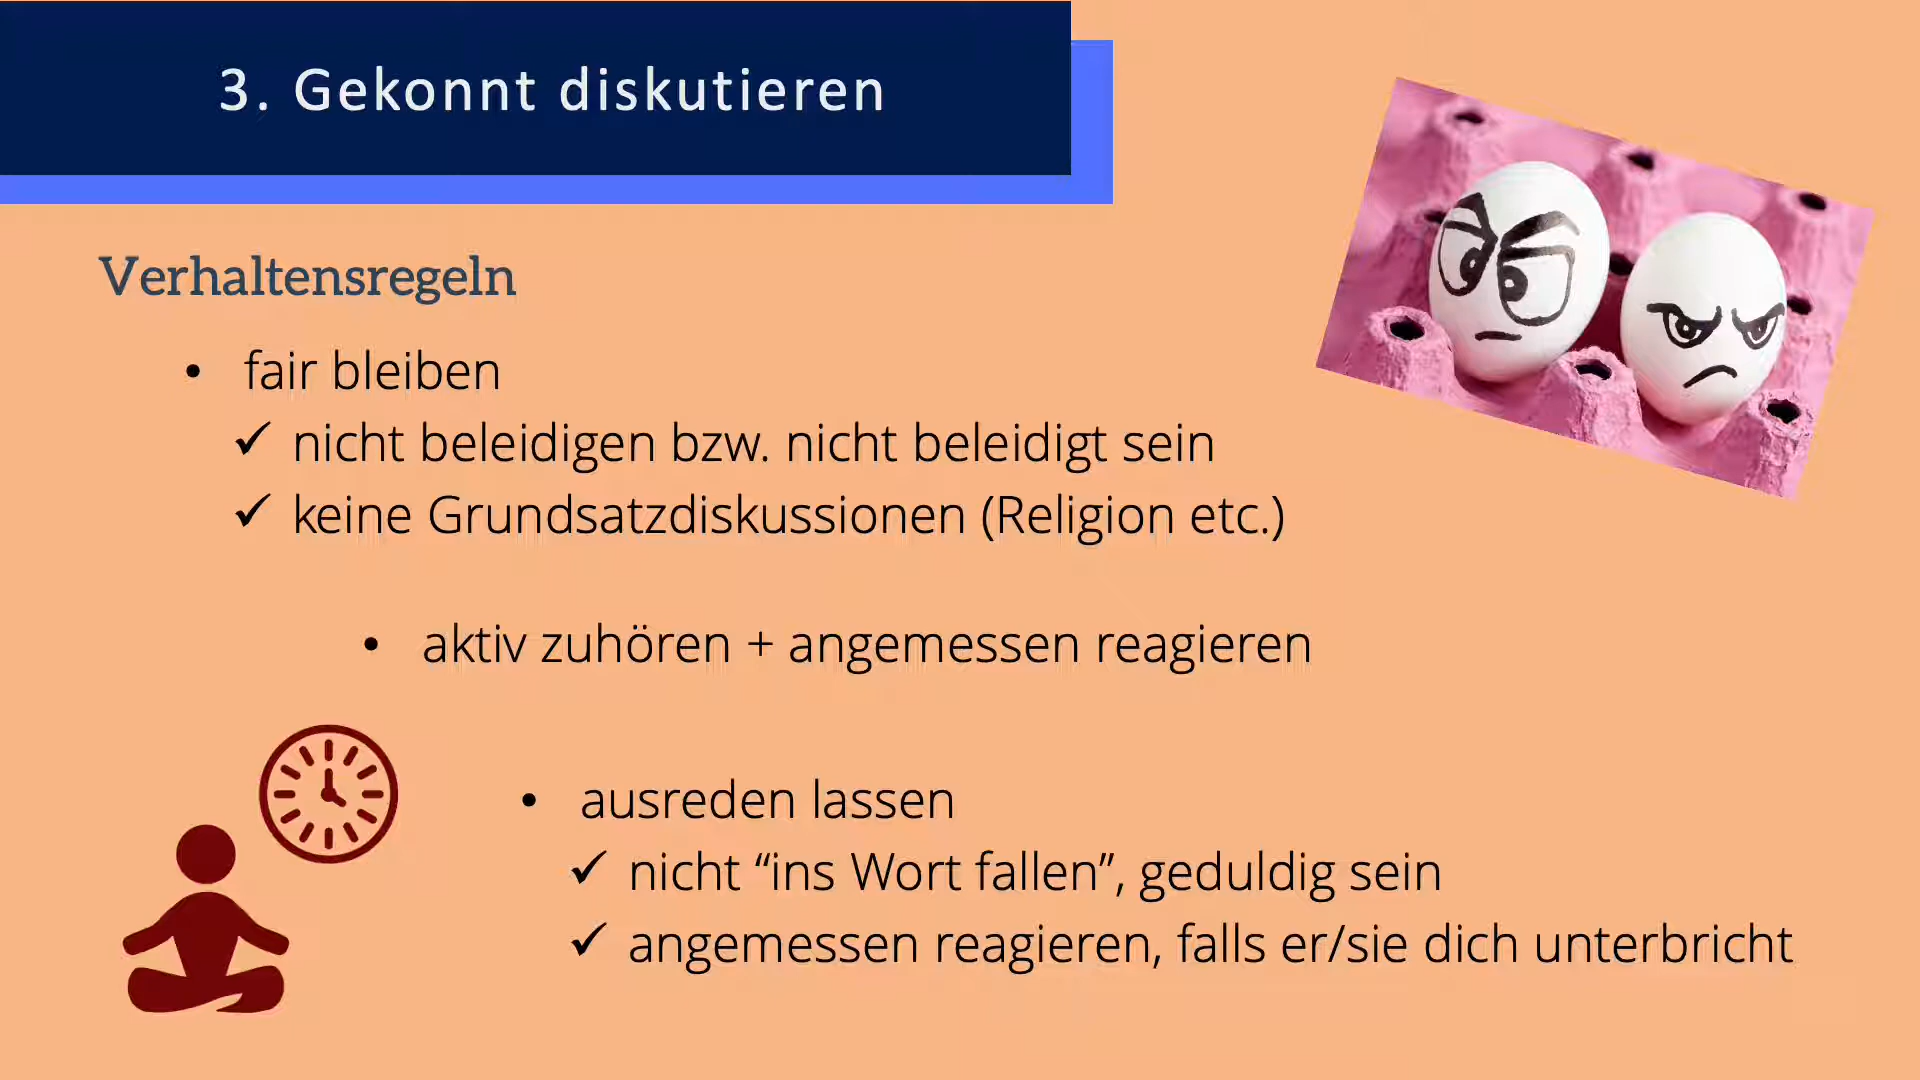 3. Gekonnt diskutieren
Verhaltensregeln
• fair bleiben
✓ nicht beleidigen bzw. nicht beleidigt sein
✓ keine Grundsatzdiskussionen (Religion etc.)
• aktiv zuhören + angemessen reagieren
• ausreden lassen
✓ nicht “ins Wort fallen”, geduldig sein
✓ angemessen reagieren, falls er/sie dich unterbricht